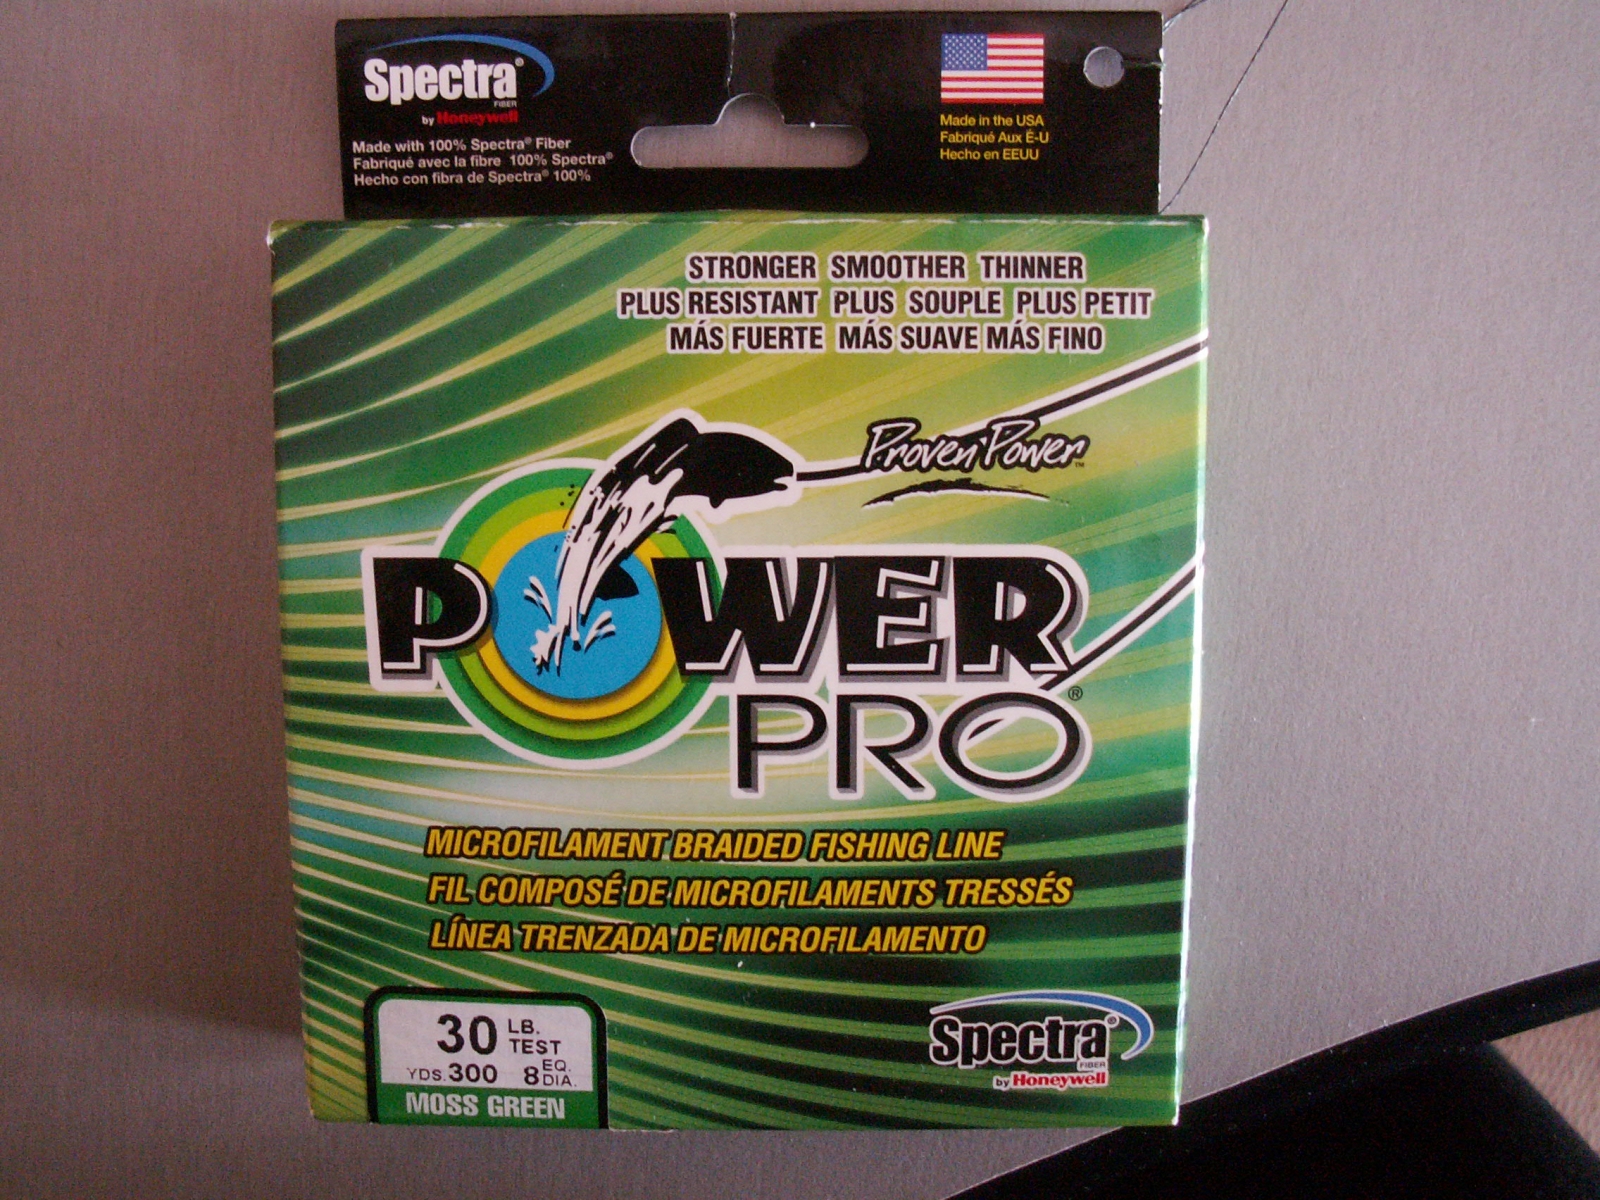 Spectra®
FIBER
by Honeywell
Made with 100% Spectra® Fiber
Fabriqué avec la fibre 100% Spectra®
Hecho con fibra de Spectra® 100%
Made in the USA
Fabriqué Aux É-U
Hecho en EEUU
STRONGER SMOOTHER THINNER
PLUS RESISTANT PLUS SOUPLE PLUS PETIT
MÁS FUERTE MÁS SUAVE MÁS FINO
Proven Power™
POWER
PRO®
MICROFILAMENT BRAIDED FISHING LINE
FIL COMPOSÉ DE MICROFILAMENTS TRESSÉS
LÍNEA TRENZADA DE MICROFILAMENTO
30 LB. TEST
YDS. 300 8 EQ. DIA.
MOSS GREEN
Spectra®
FIBER
by Honeywell